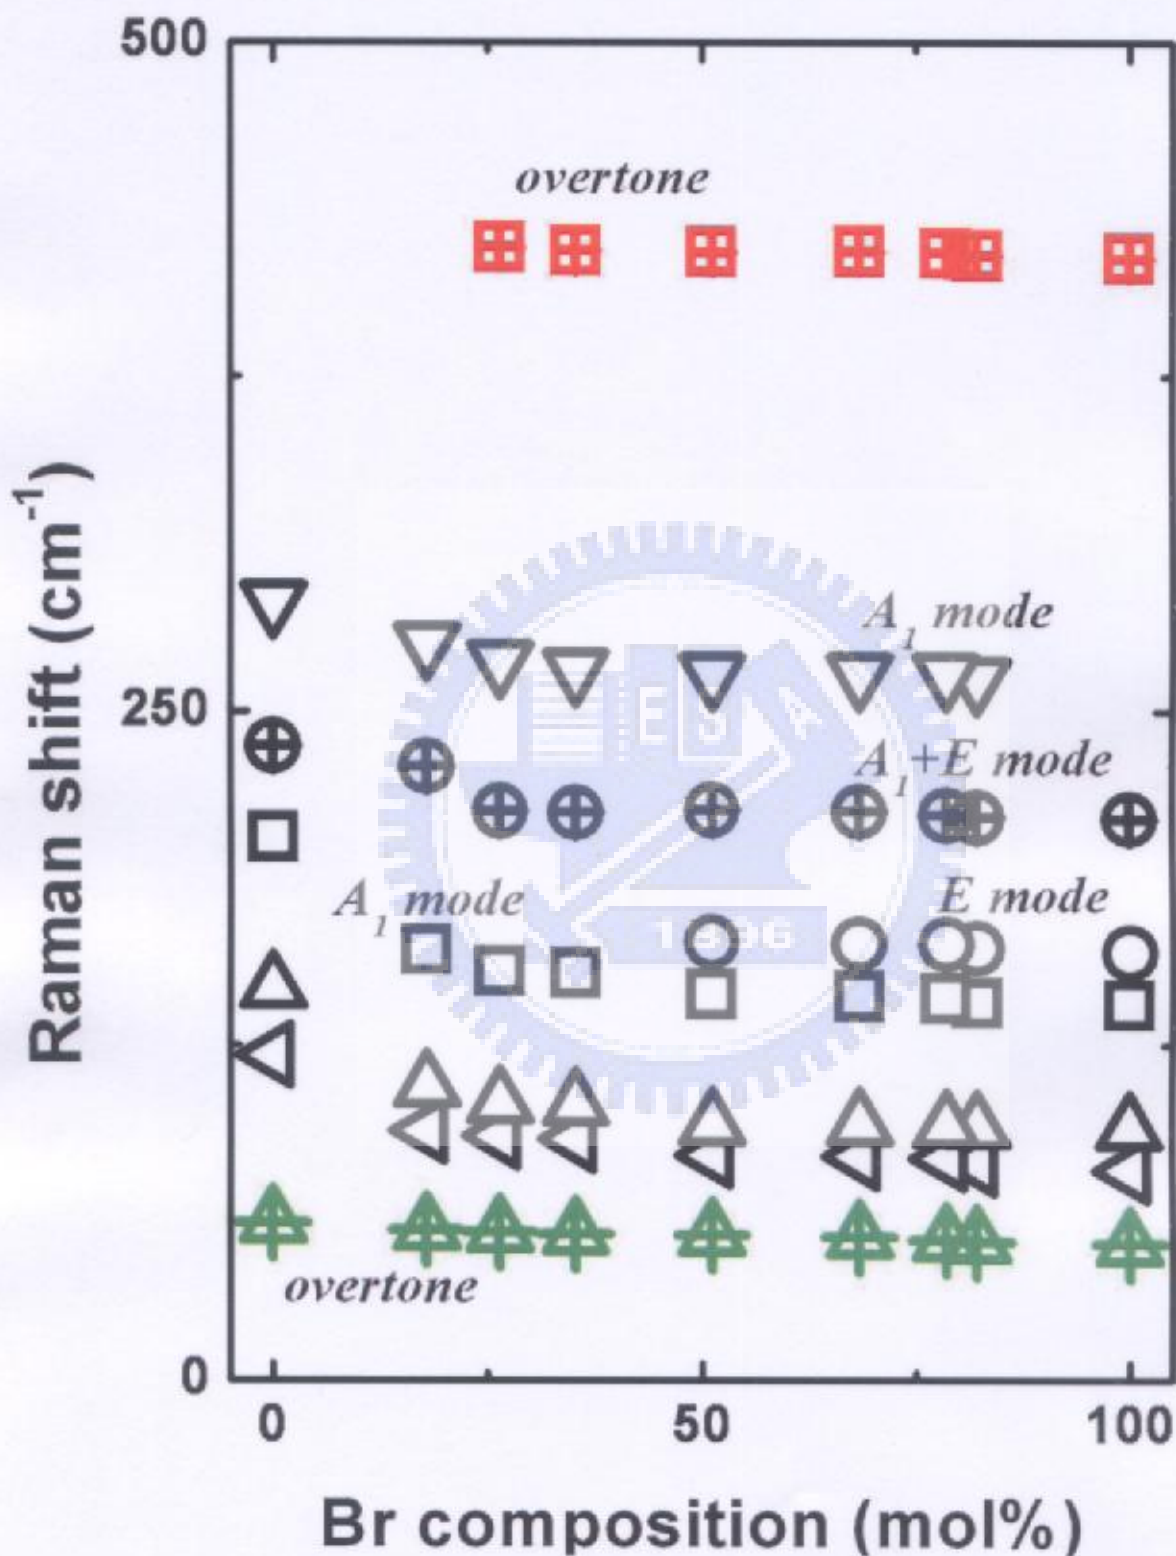 500
overtone
Raman shift (cm⁻¹)
A₁ mode
250
A₁+E mode
A₁ mode
E mode
1896
overtone
0
0 50 100
Br composition (mol%)